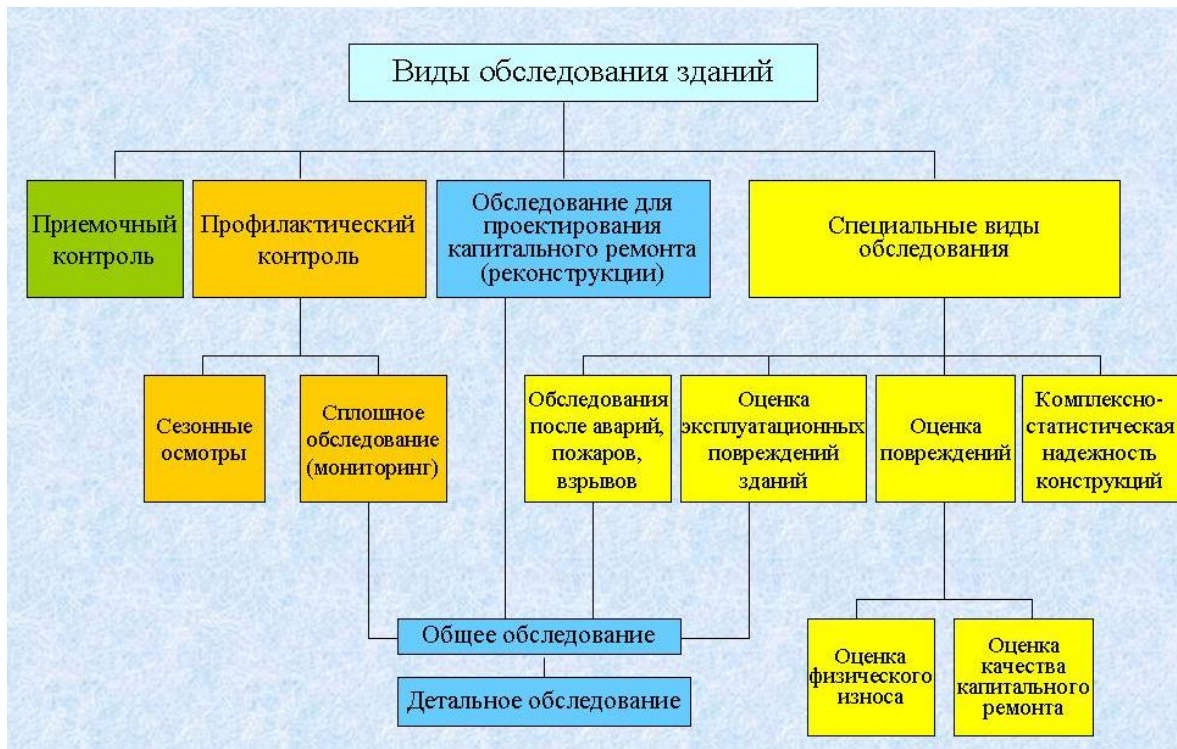 Виды обследования зданий
Приемочный
контроль
Профилактический
контроль
Обследование для
проектирования
капитального ремонта
(реконструкции)
Специальные виды
обследования
Сезонные
осмотры
Сплошное
обследование
(мониторинг)
Обследования
после аварий,
пожаров,
взрывов
Оценка
эксплуатационных
повреждений
зданий
Оценка
повреждений
Комплексно-
статистическая
надежность
конструкций
Общее обследование
Детальное обследование
Оценка
физического
износа
Оценка
качества
капитального
ремонта